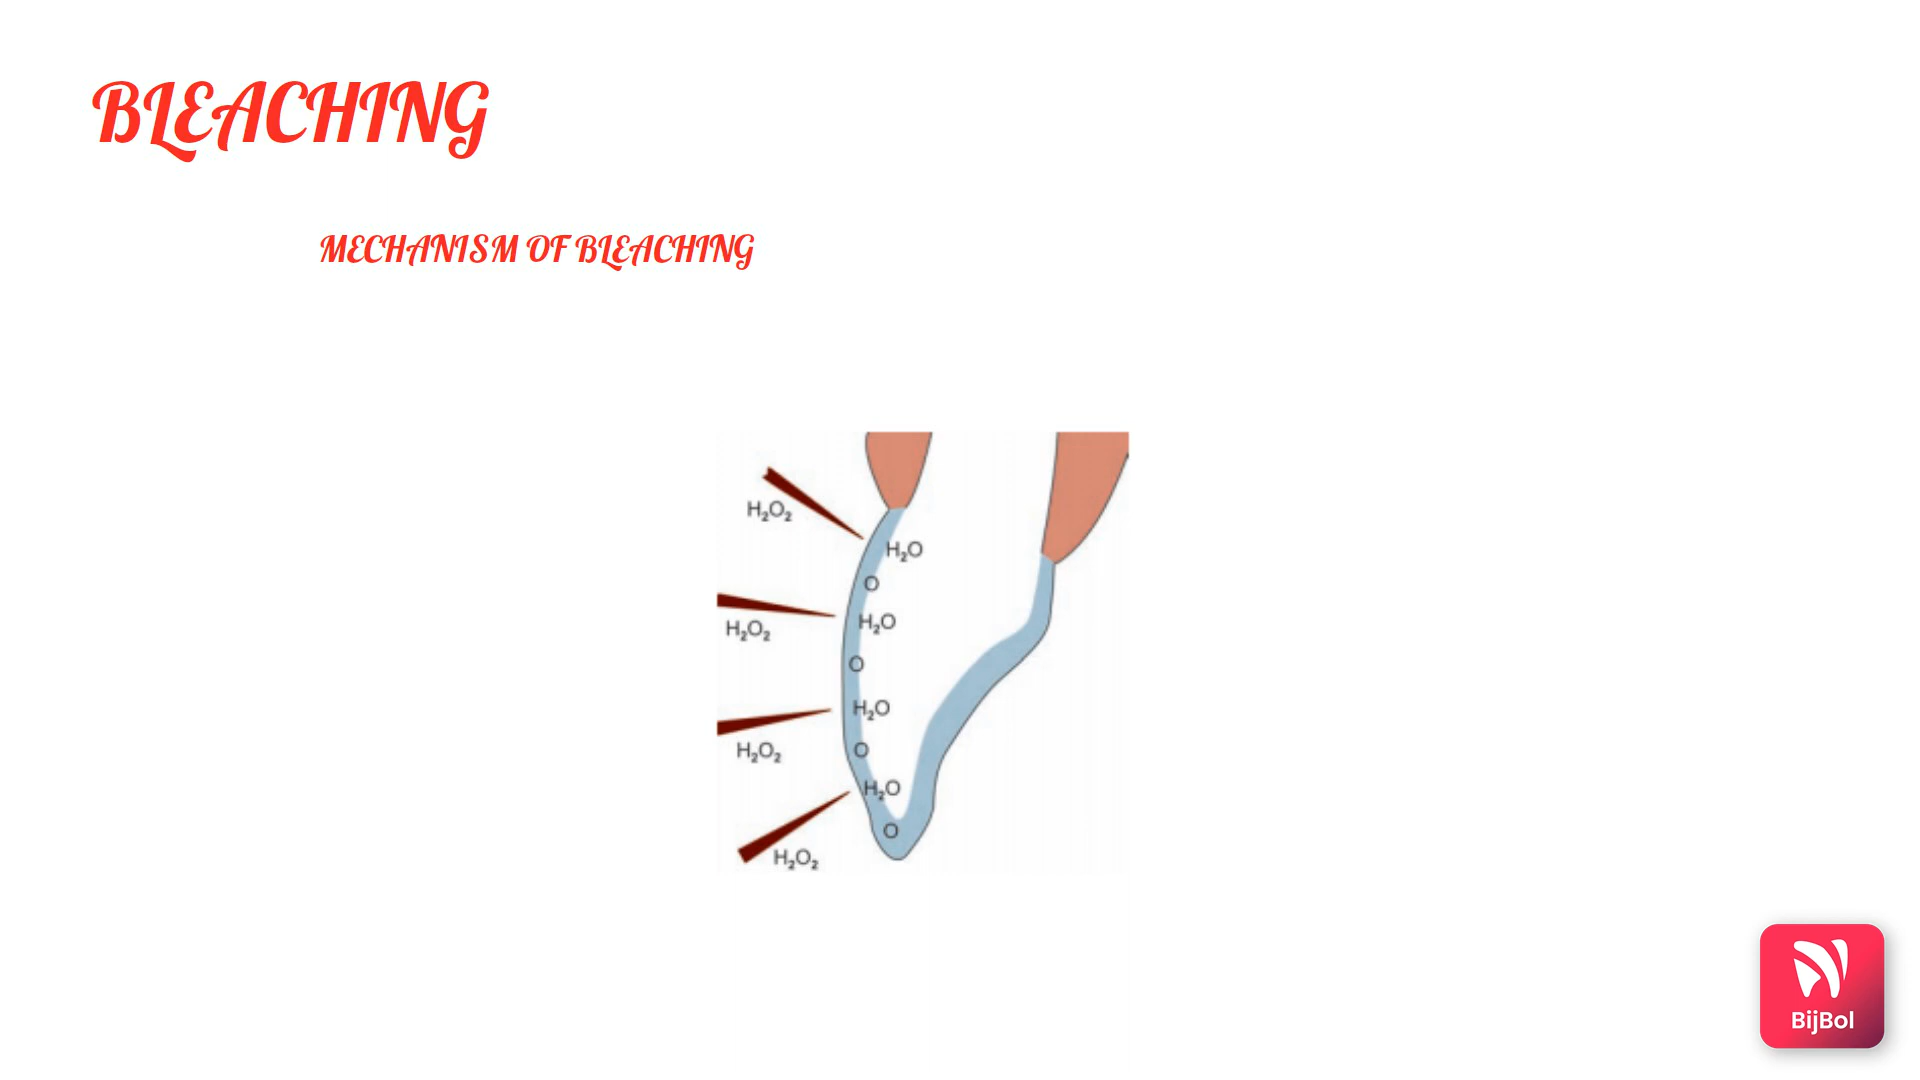 BLEACHING
MECHANISM OF BLEACHING
H₂O₂
H₂O
O
H₂O₂
H₂O
O
H₂O₂
H₂O
O
H₂O₂
H₂O
O
BijBol